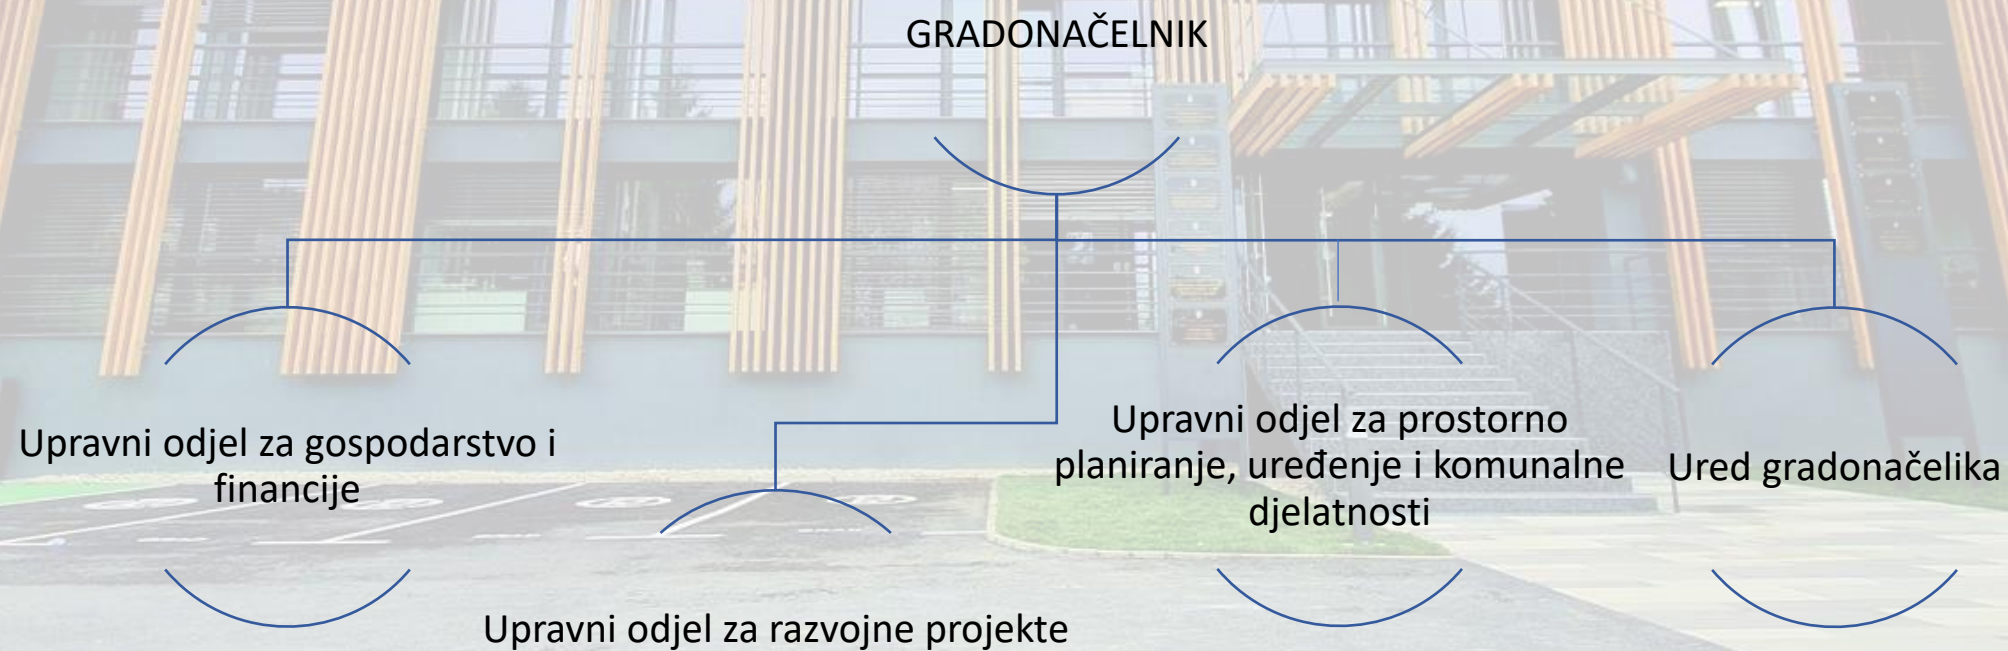 GRADONAČELNIK
Upravni odjel za gospodarstvo i
financije
Upravni odjel za razvojne projekte
Upravni odjel za prostorno
planiranje, uređenje i komunalne
djelatnosti
Ured gradonačelika